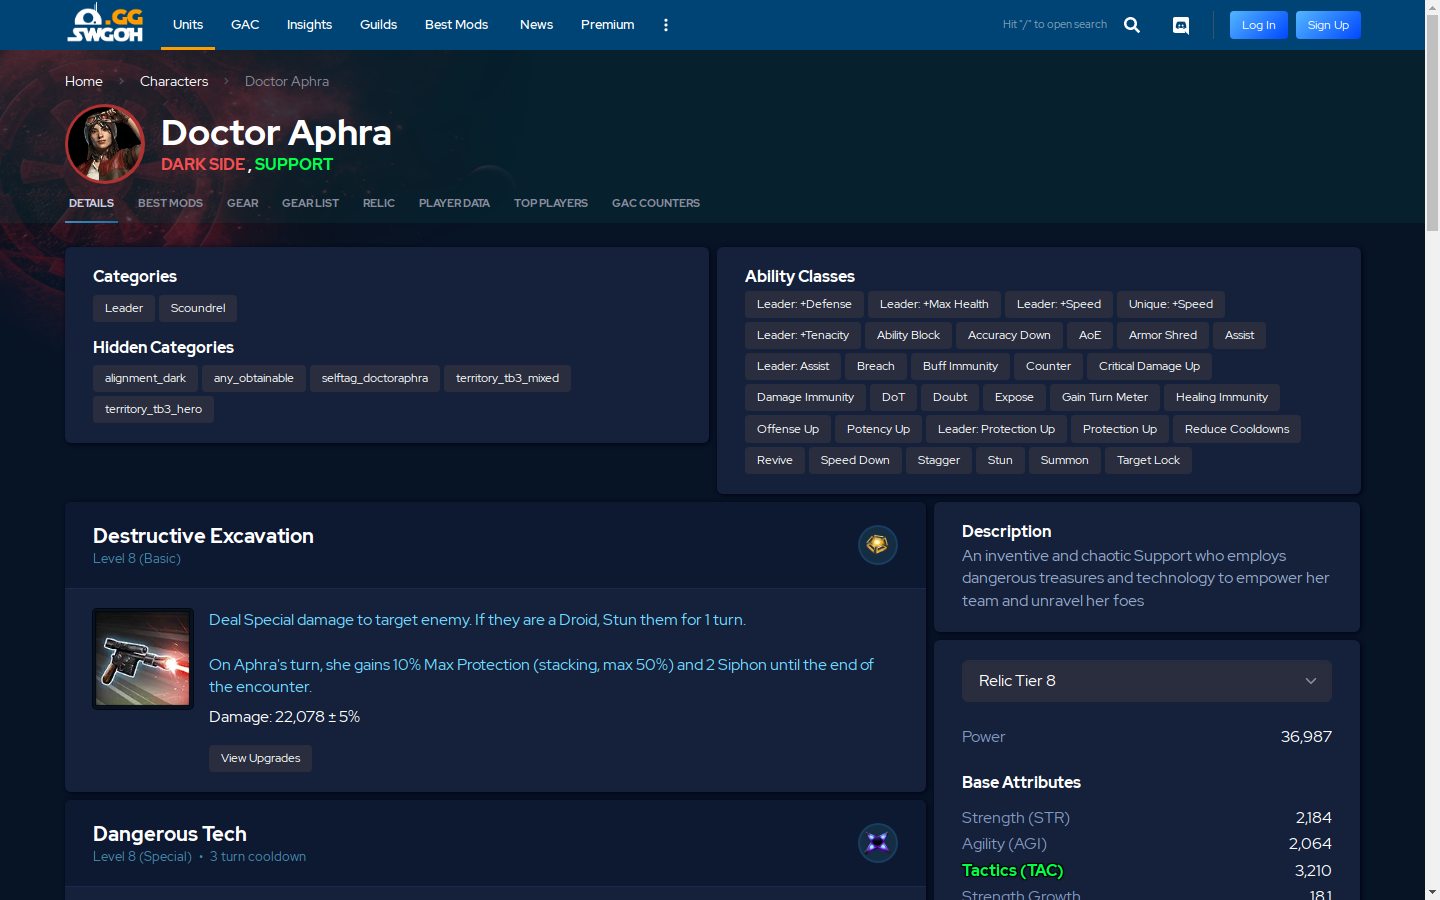 .GG
SWGOH
Units
GAC
Insights
Guilds
Best Mods
News
Premium
Hit "/" to open search
Log In
Sign Up
Home > Characters > Doctor Aphra
Doctor Aphra
DARK SIDE , SUPPORT
DETAILS
BEST MODS
GEAR
GEAR LIST
RELIC
PLAYER DATA
TOP PLAYERS
GAC COUNTERS
Categories
Leader
Scoundrel
Hidden Categories
alignment_dark
any_obtainable
selftag_doctoraphra
territory_tb3_mixed
territory_tb3_hero
Ability Classes
Leader: +Defense
Leader: +Max Health
Leader: +Speed
Unique: +Speed
Leader: +Tenacity
Ability Block
Accuracy Down
AoE
Armor Shred
Assist
Leader: Assist
Breach
Buff Immunity
Counter
Critical Damage Up
Damage Immunity
DoT
Doubt
Expose
Gain Turn Meter
Healing Immunity
Offense Up
Potency Up
Leader: Protection Up
Protection Up
Reduce Cooldowns
Revive
Speed Down
Stagger
Stun
Summon
Target Lock
Destructive Excavation
Level 8 (Basic)
Deal Special damage to target enemy. If they are a Droid, Stun them for 1 turn.
On Aphra's turn, she gains 10% Max Protection (stacking, max 50%) and 2 Siphon until the end of
the encounter.
Damage: 22,078 ± 5%
View Upgrades
Dangerous Tech
Level 8 (Special) • 3 turn cooldown
Description
An inventive and chaotic Support who employs
dangerous treasures and technology to empower her
team and unravel her foes
Relic Tier 8
Power 36,987
Base Attributes
Strength (STR) 2,184
Agility (AGI) 2,064
Tactics (TAC) 3,210
Strength Growth 18.1